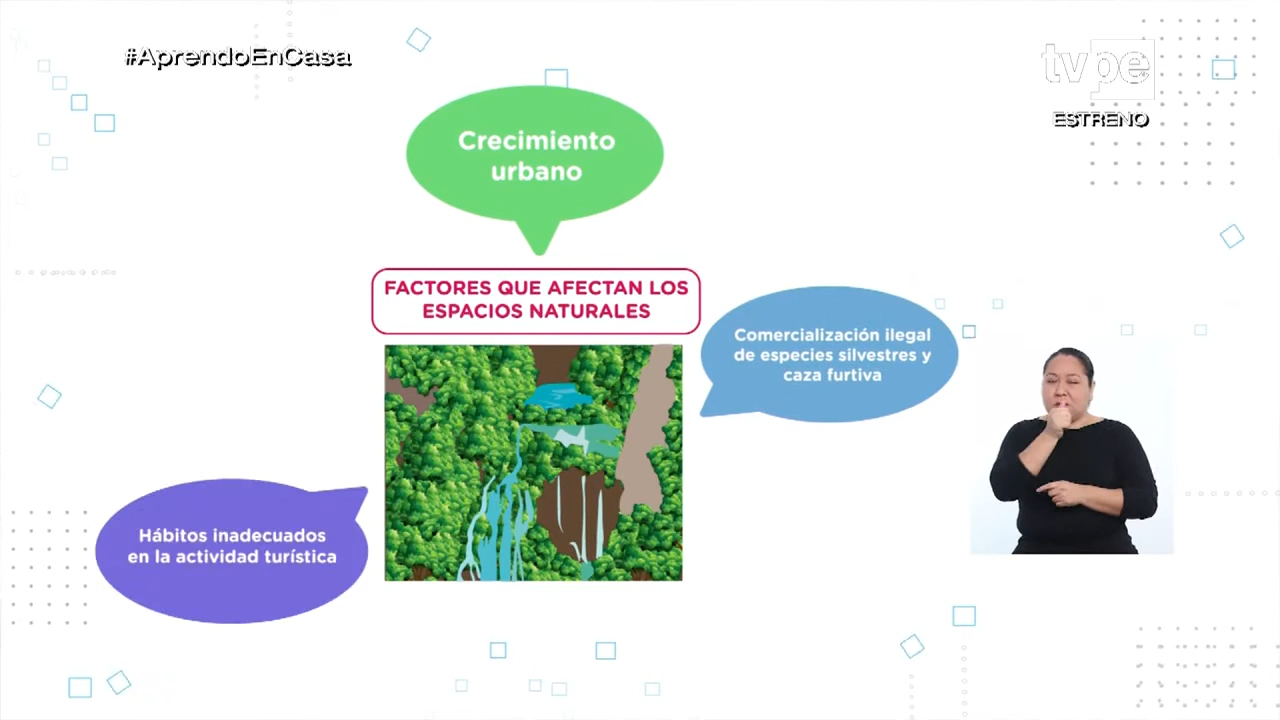 #AprendoEnCasa
tvpe
ESTRENO
Crecimiento
urbano
FACTORES QUE AFECTAN LOS
ESPACIOS NATURALES
Comercialización ilegal
de especies silvestres y
caza furtiva
Hábitos inadecuados
en la actividad turística